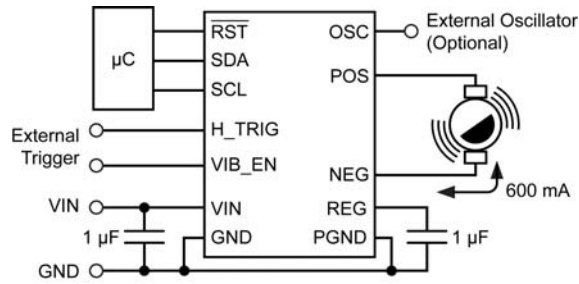 µC
RST
SDA
SCL
H_TRIG
VIB_EN
VIN
GND
OSC
POS
NEG
REG
PGND
External Oscillator
(Optional)
External
Trigger
VIN
1 µF
GND
600 mA
1 µF